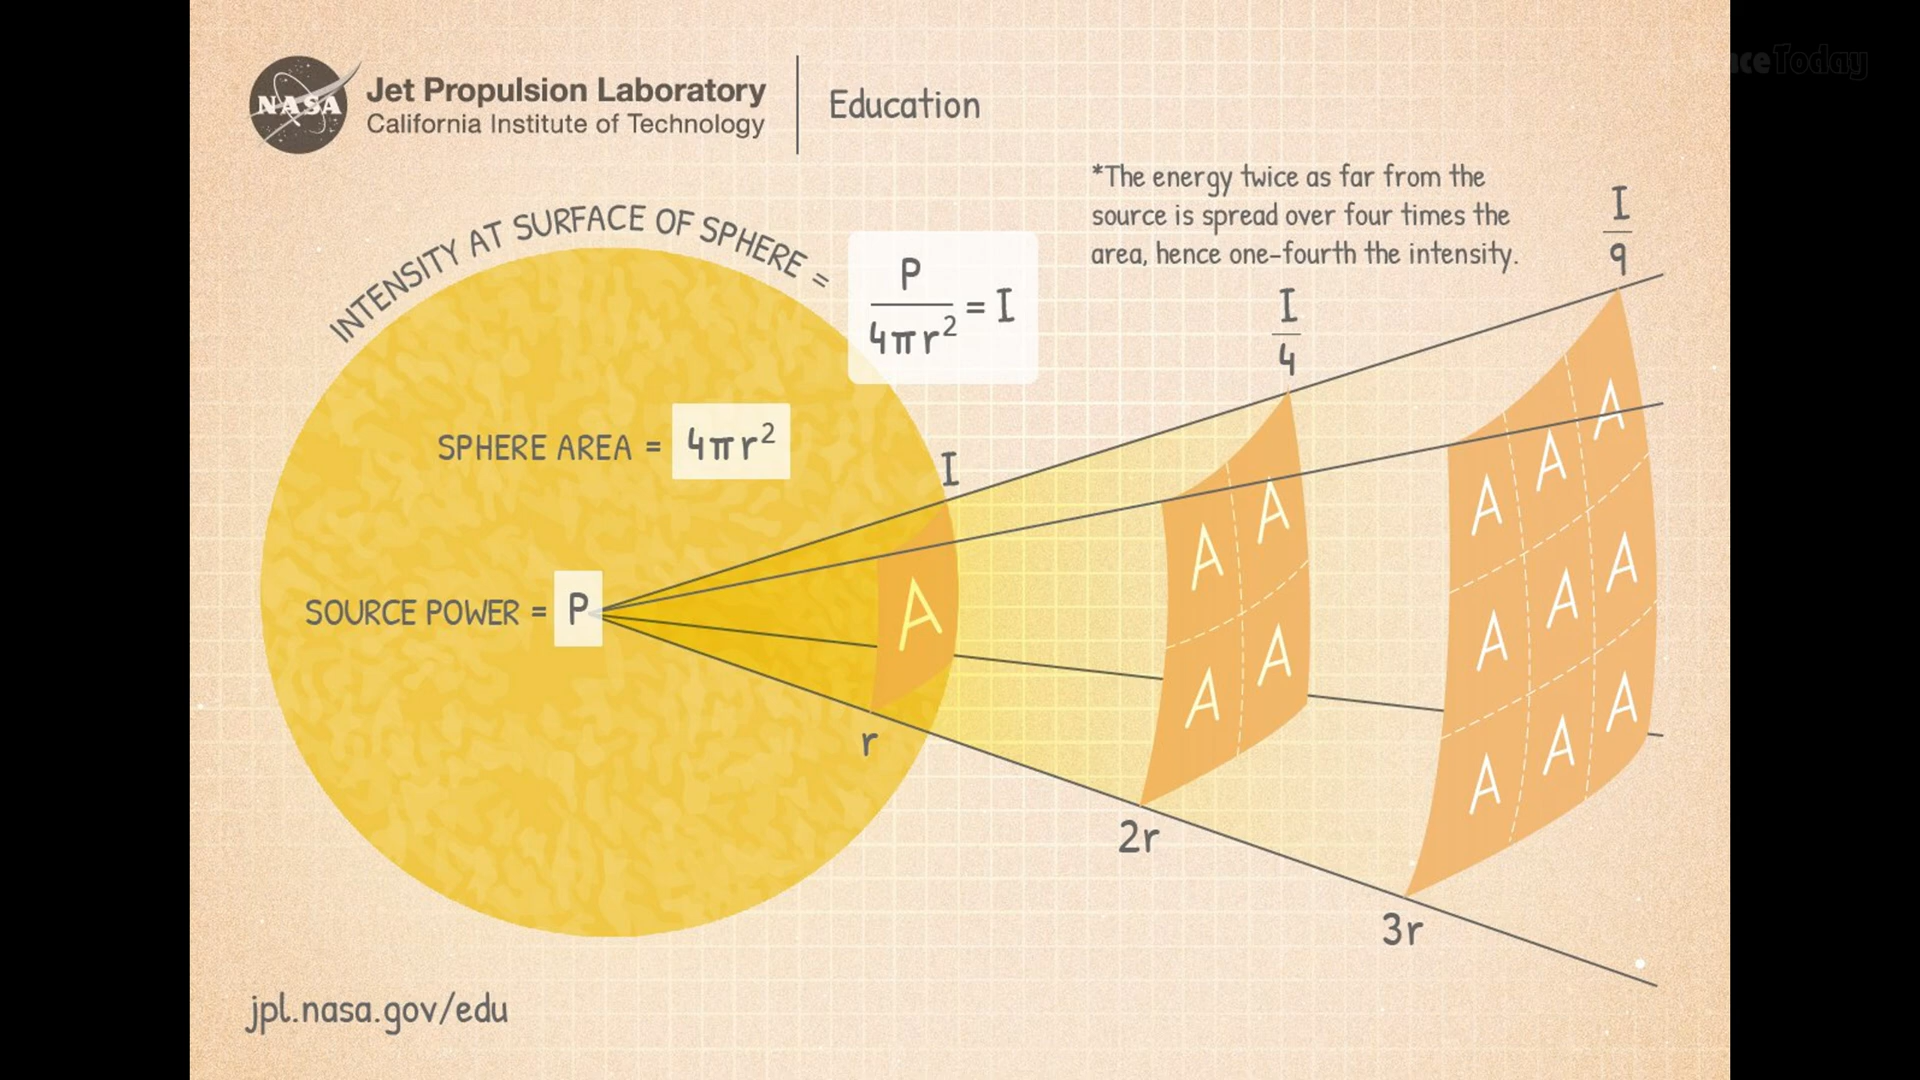 NASA
Jet Propulsion Laboratory
California Institute of Technology
Education
*The energy twice as far from the
source is spread over four times the
area, hence one-fourth the intensity.
INTENSITY AT SURFACE OF SPHERE =
P
4πr²
= I
SPHERE AREA = 4πr²
SOURCE POWER = P
I
I
4
I
9
A
A A
A A
A A A
A A A
A A A
r
2r
3r
jpl.nasa.gov/edu
Today